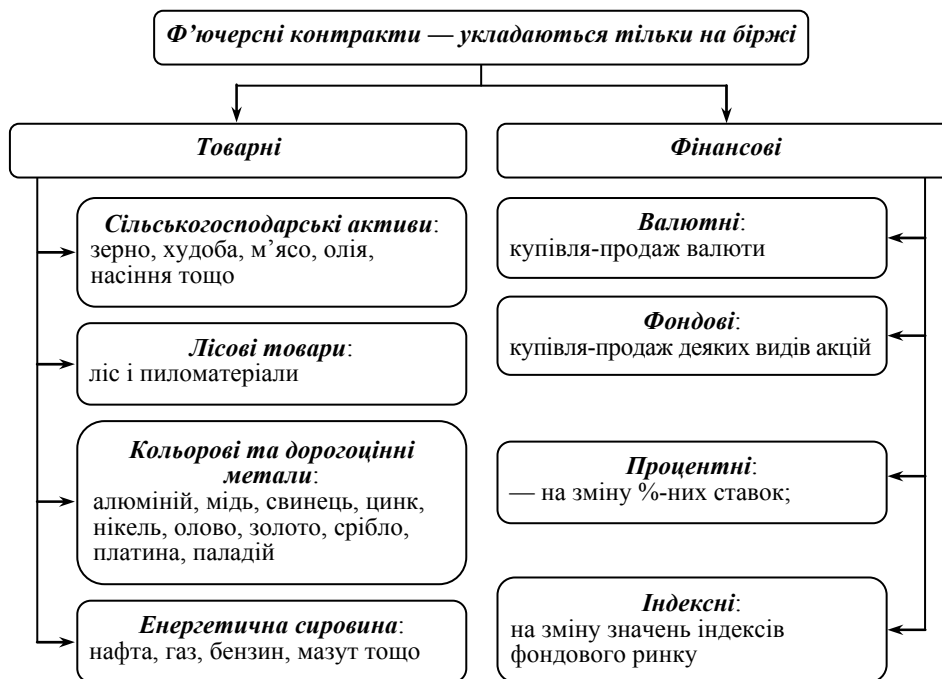 Ф’ючерсні контракти — укладаються тільки на біржі
Товарні
Сільськогосподарські активи:
зерно, худоба, м’ясо, олія,
насіння тощо
Лісові товари:
ліс і пиломатеріали
Кольорові та дорогоцінні
метали:
алюміній, мідь, свинець, цинк,
нікель, олово, золото, срібло,
платина, паладій
Енергетична сировина:
нафта, газ, бензин, мазут тощо
Фінансові
Валютні:
купівля-продаж валюти
Фондові:
купівля-продаж деяких видів акцій
Процентні:
— на зміну %-них ставок;
Індексні:
на зміну значень індексів
фондового ринку